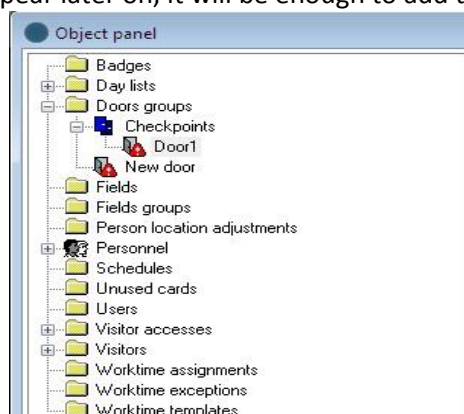 pear later on, it will be enough to add t
Object panel
Badges
Day lists
Doors groups
Checkpoints
Door1
New door
Fields
Fields groups
Person location adjustments
Personnel
Schedules
Unused cards
Users
Visitor accesses
Visitors
Worktime assignments
Worktime exceptions
Worktime templates